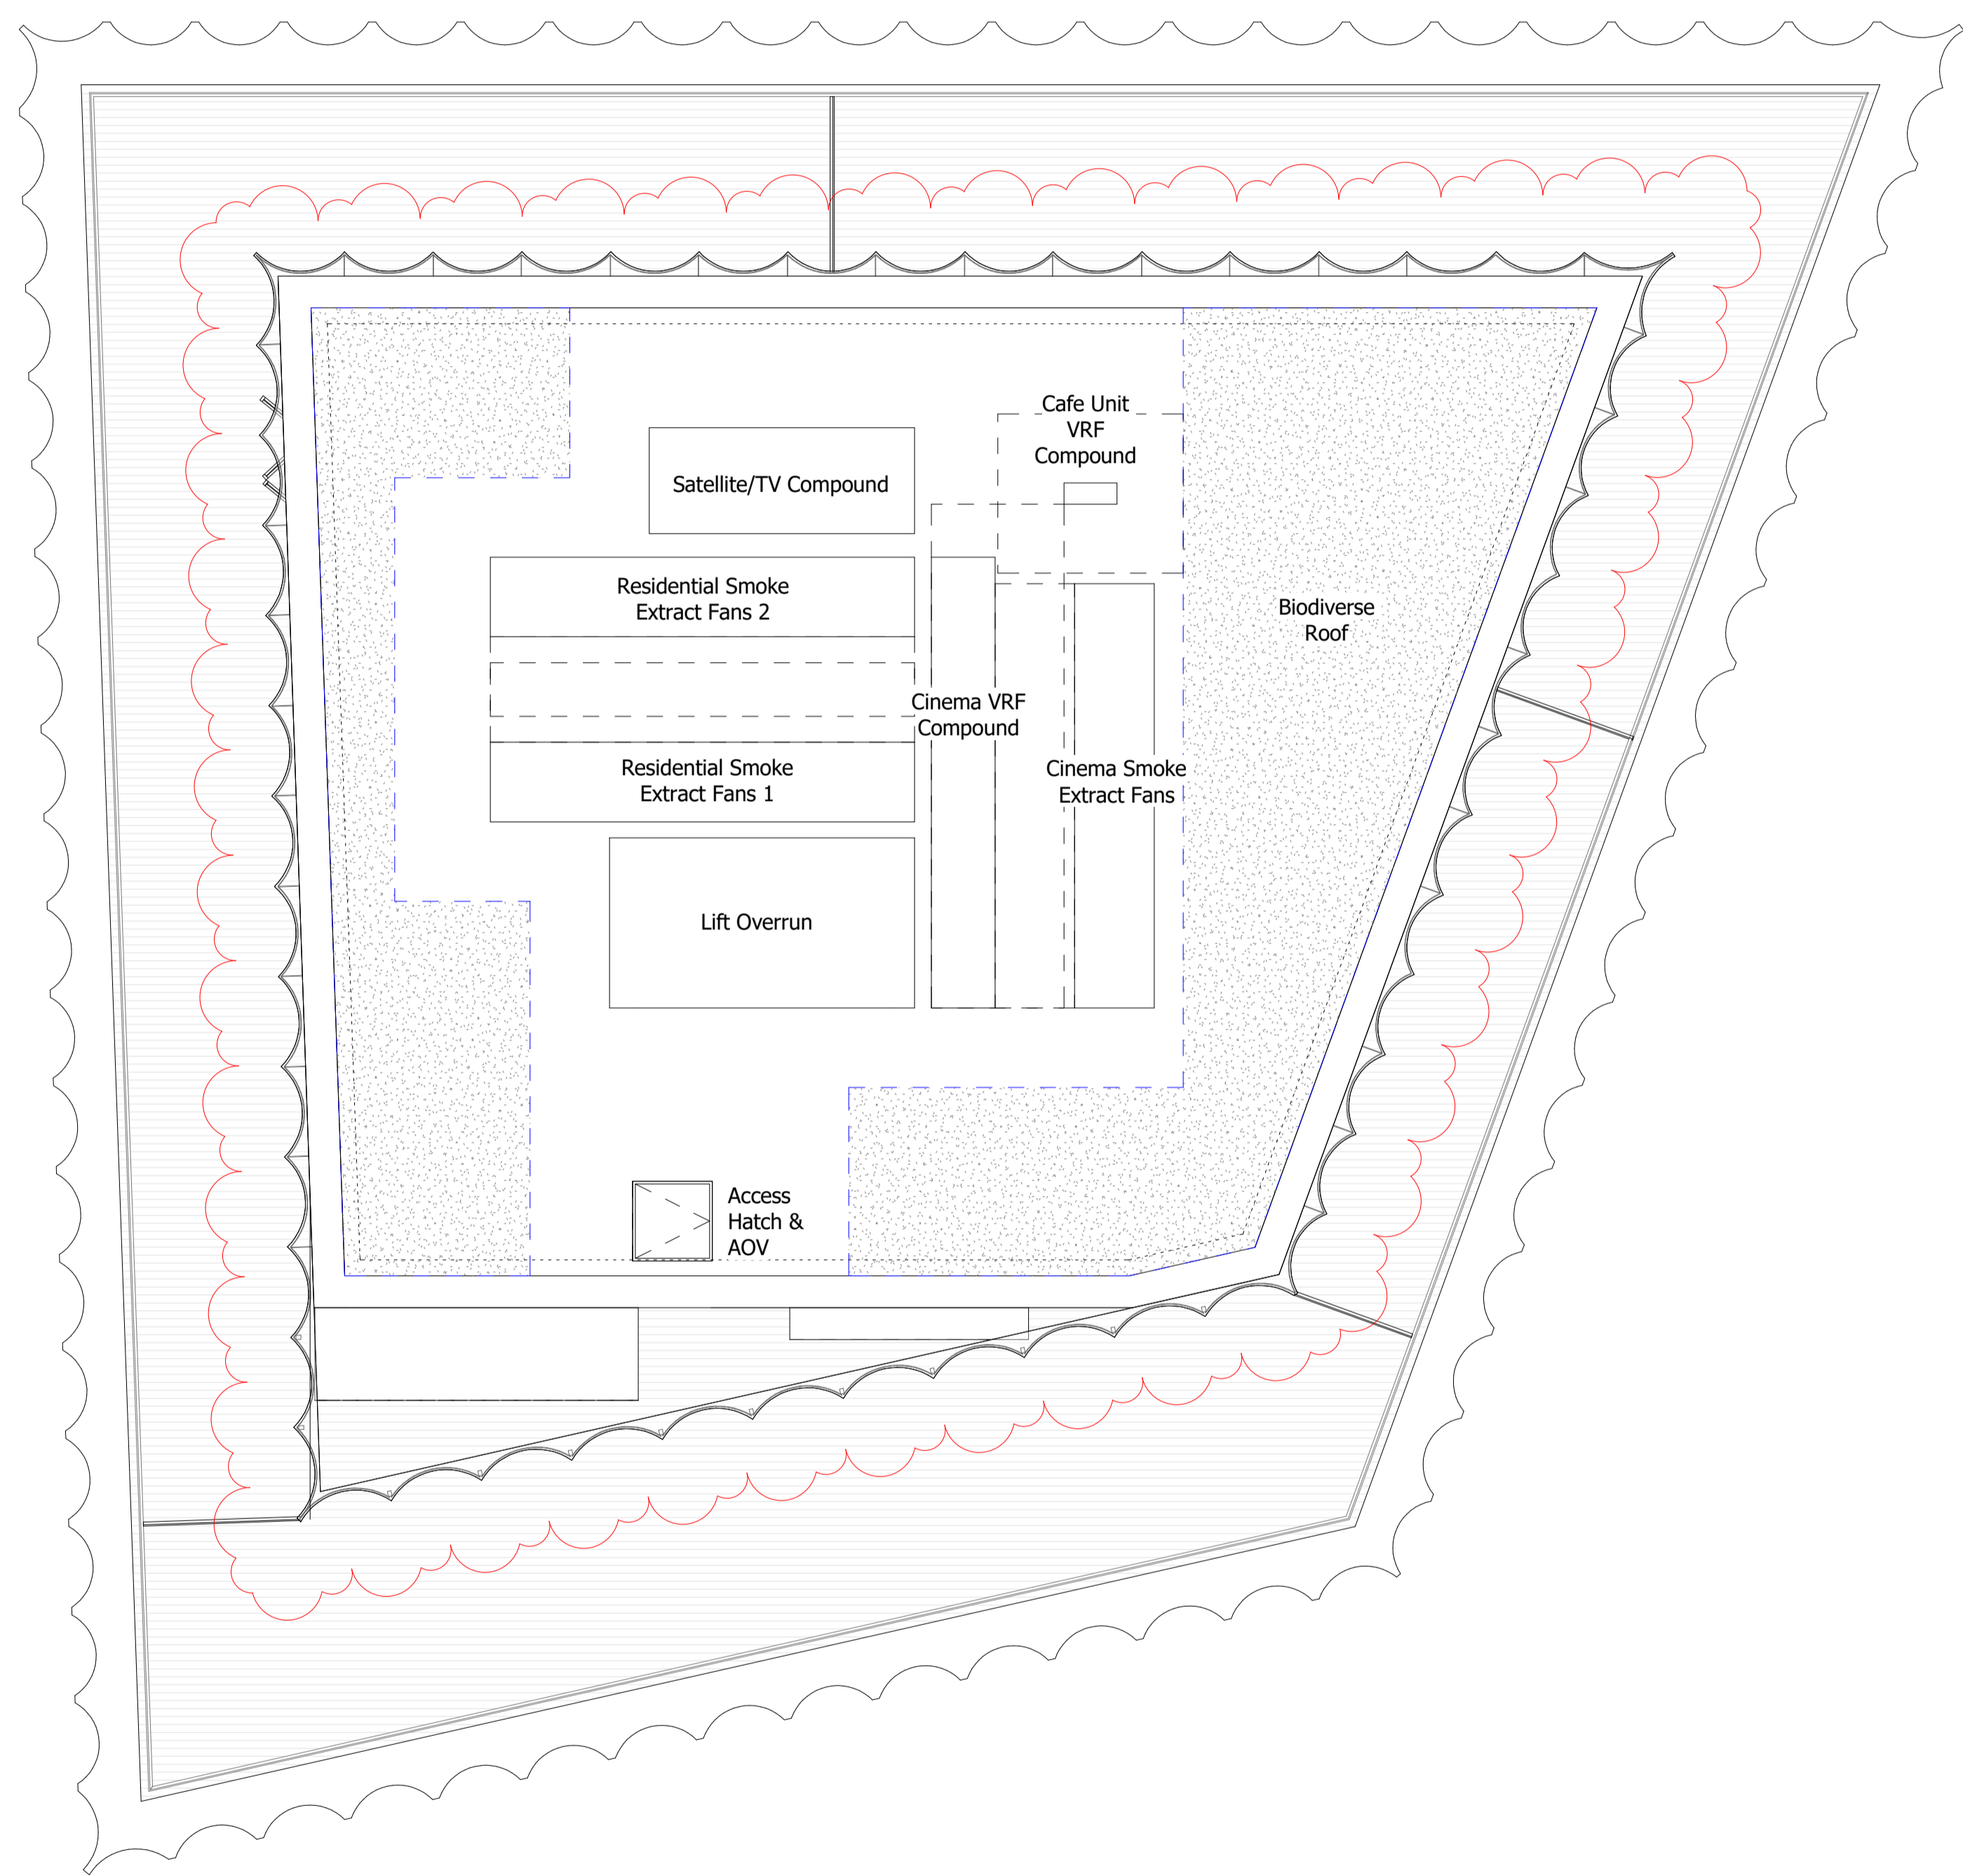 Cafe Unit
VRF
Compound
Satellite/TV Compound
Residential Smoke
Extract Fans 2
Biodiverse
Roof
Cinema VRF
Compound
Residential Smoke
Extract Fans 1
Cinema Smoke
Extract Fans
Lift Overrun
Access
Hatch &
AOV